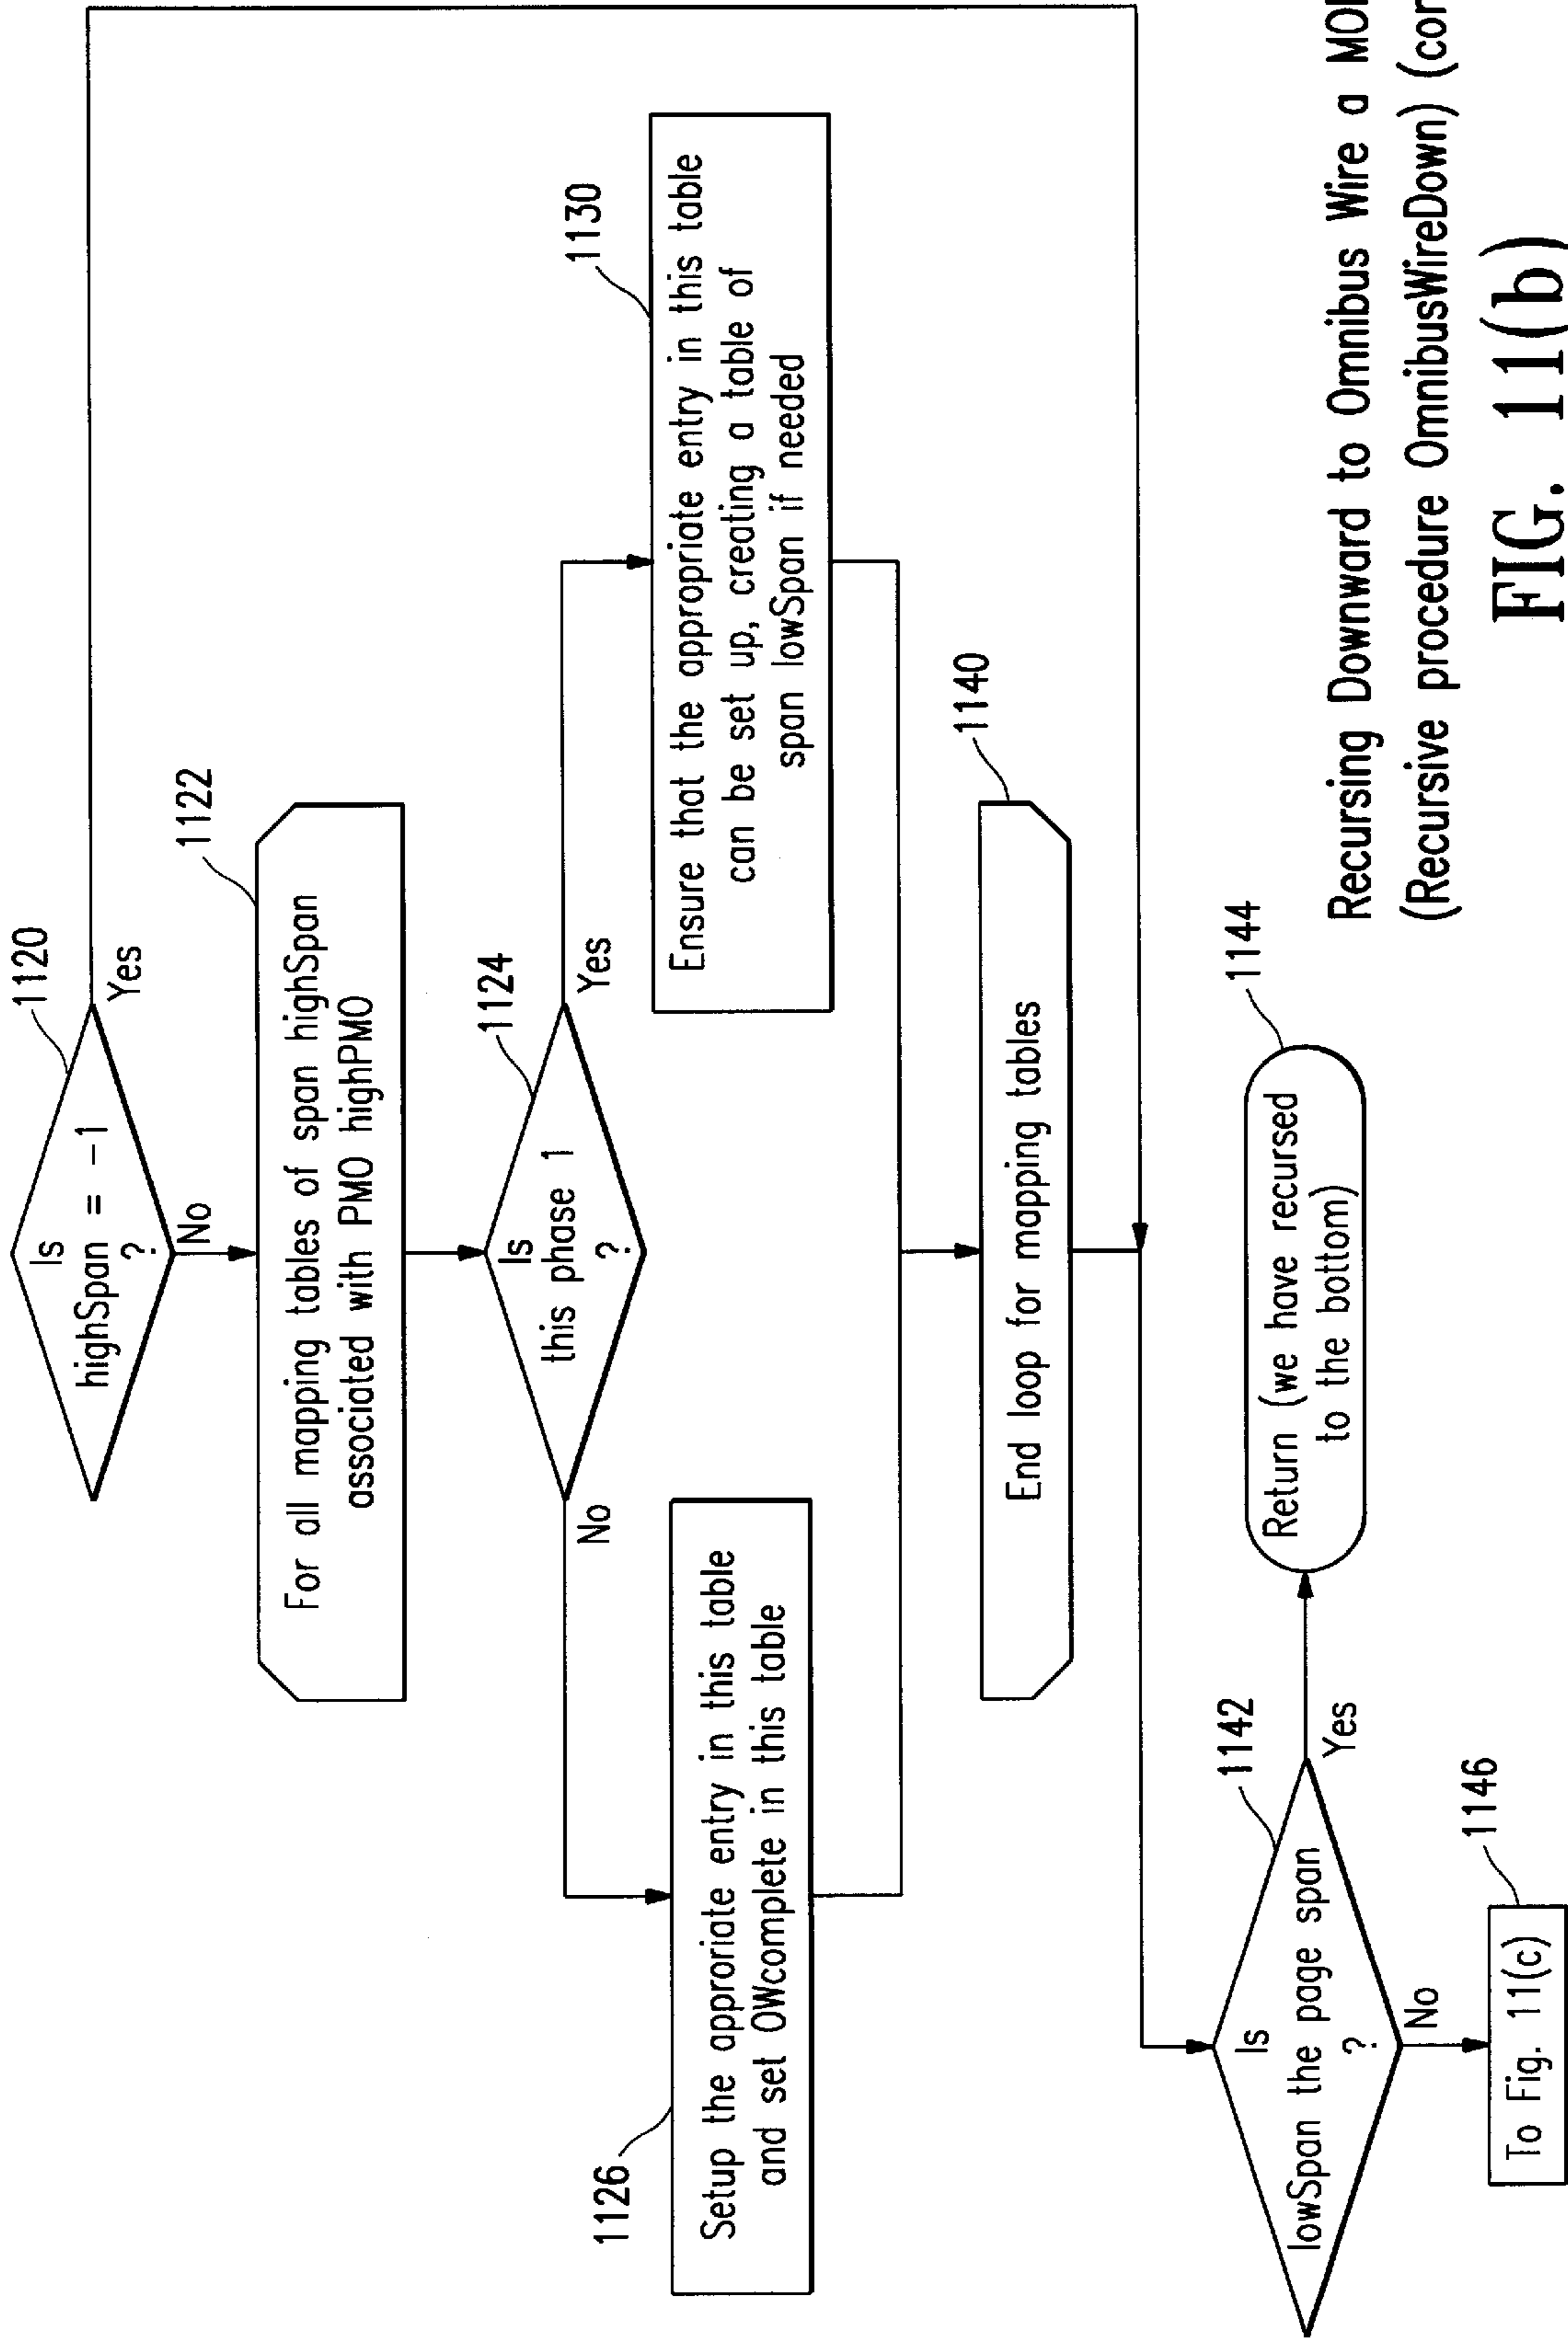 1120
Is
highSpan = -1
?
Yes
No
1122
For all mapping tables of span highSpan
associated with PMO highPMO
1124
Is
this phase 1
?
Yes
No
1130
Ensure that the appropriate entry in this table
can be set up, creating a table of
span lowSpan if needed
1126
Setup the approriate entry in this table
and set OWcomplete in this table
1140
End loop for mapping tables
1142
Is
lowSpan the page span
?
Yes
No
1144
Return (we have recursed
to the bottom)
1146
To Fig. 11(c)
Recursing Downward to Omnibus Wire a
(Recursive procedure OmnibusWireDown)
FIG. 11(b)